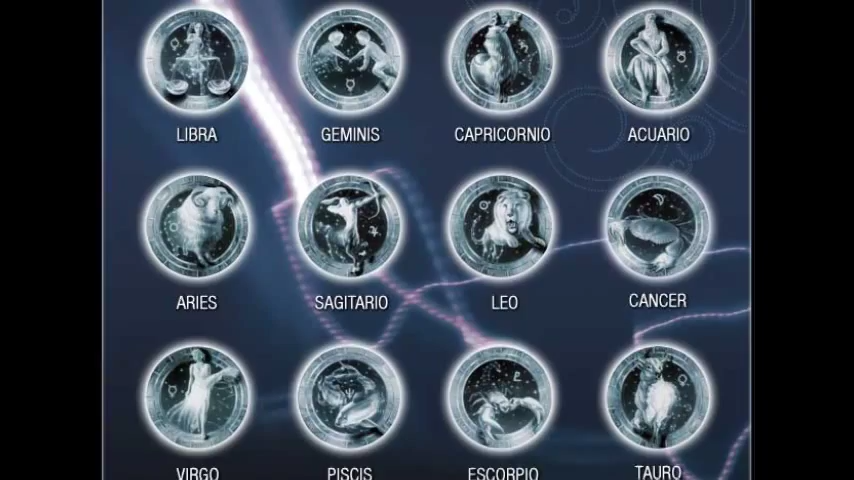 LIBRA
GEMINIS
CAPRICORNIO
ACUARIO
ARIES
SAGITARIO
LEO
CANCER
VIRGO
PISCIS
ESCORPIO
TAURO